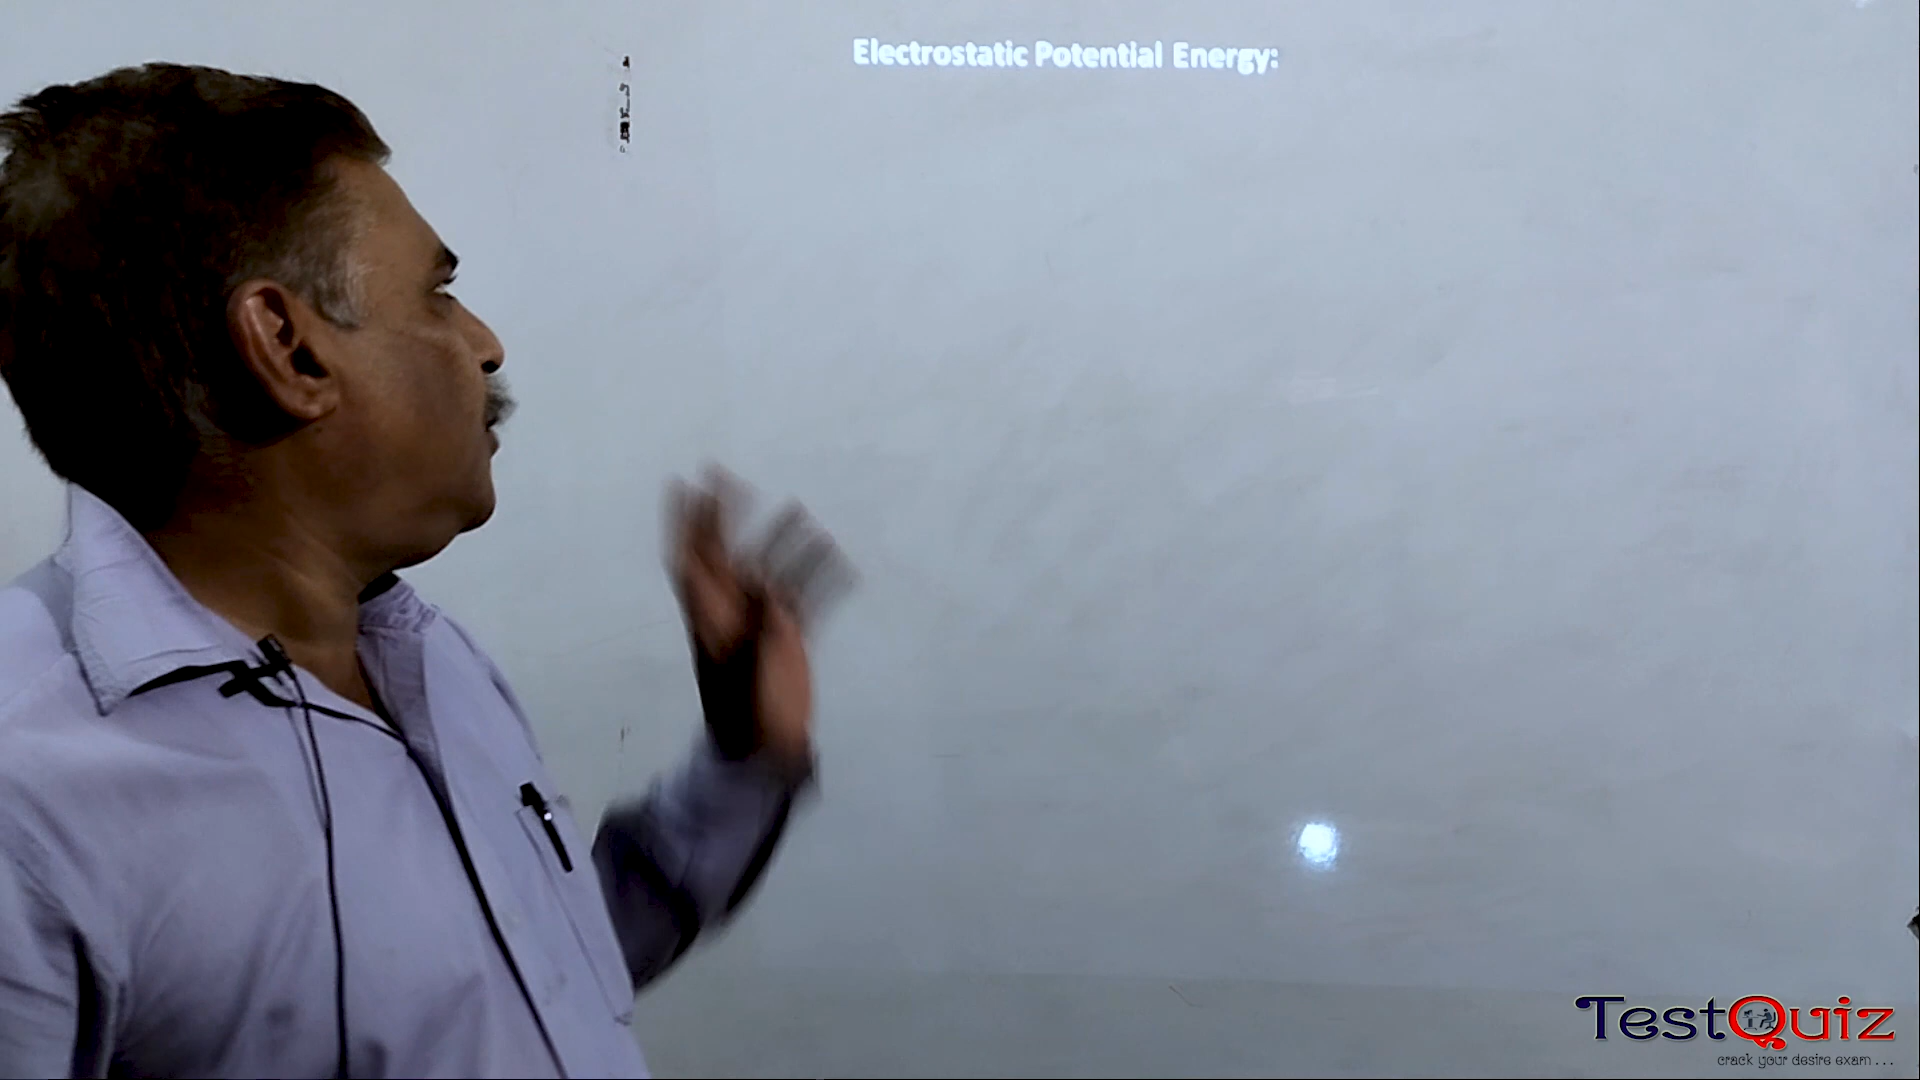 Electrostatic Potential Energy:
TestQuiz
crack your desire exam...